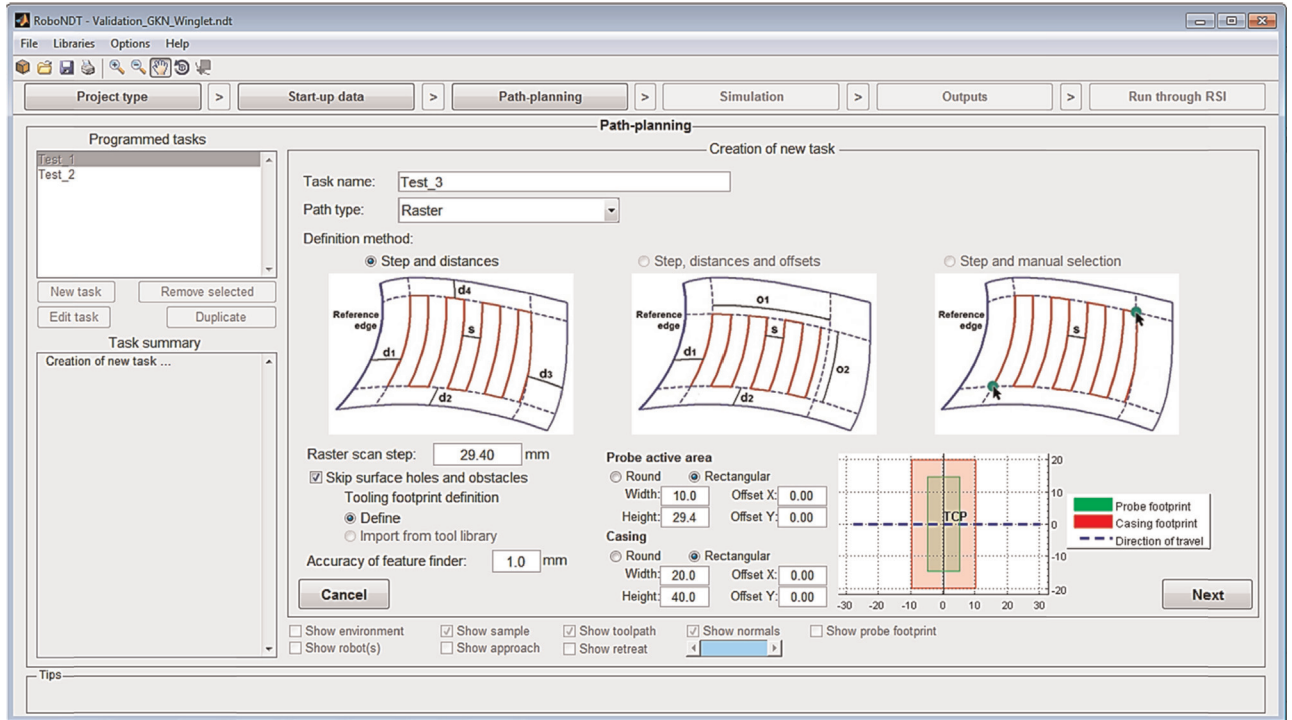 RoboNDT - Validation_GKN_Winglet.ndt
File Libraries Options Help
Project type > Start-up data > Path-planning > Simulation > Outputs > Run through RSI
Path-planning
Programmed tasks
Test_1
Test_2
New task Remove selected
Edit task Duplicate
Task summary
Creation of new task ...
Creation of new task
Task name: Test_3
Path type: Raster
Definition method:
Step and distances
Step, distances and offsets
Step and manual selection
Reference edge
d4
s
d1
d3
d2
Reference edge
o1
s
d1
o2
d2
Reference edge
s
Raster scan step: 29.40 mm
Skip surface holes and obstacles
Tooling footprint definition
Define
Import from tool library
Accuracy of feature finder: 1.0 mm
Probe active area
Round Rectangular
Width: 10.0 Offset X: 0.00
Height: 29.4 Offset Y: 0.00
Casing
Round Rectangular
Width: 20.0 Offset X: 0.00
Height: 40.0 Offset Y: 0.00
20
10
0
-10
-20
TCP
-30 -20 -10 0 10 20 30
Probe footprint
Casing footprint
Direction of travel
Cancel
Next
Show environment Show sample Show toolpath Show normals Show probe footprint
Show robot(s) Show approach Show retreat
Tips